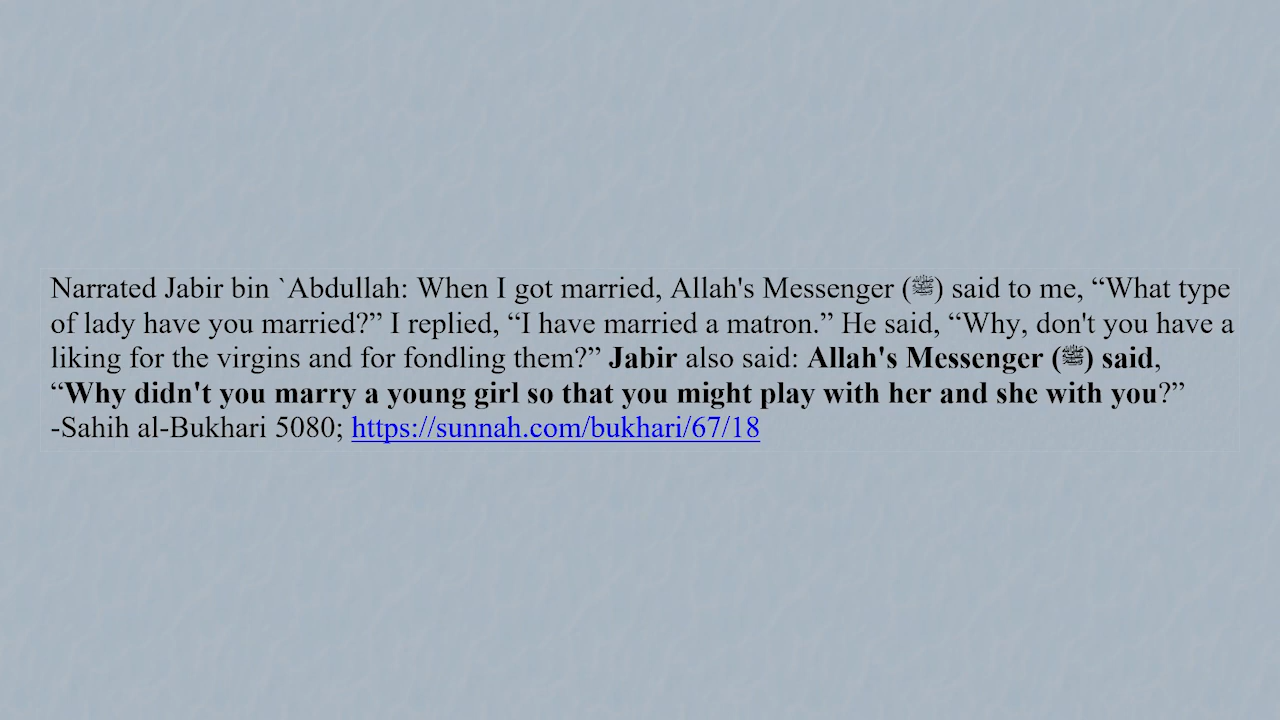 Narrated Jabir bin `Abdullah: When I got married, Allah's Messenger (ﷺ) said to me, “What type
of lady have you married?” I replied, “I have married a matron.” He said, “Why, don't you have a
liking for the virgins and for fondling them?” Jabir also said: Allah's Messenger (ﷺ) said,
“Why didn't you marry a young girl so that you might play with her and she with you?”
-Sahih al-Bukhari 5080; https://sunnah.com/bukhari/67/18